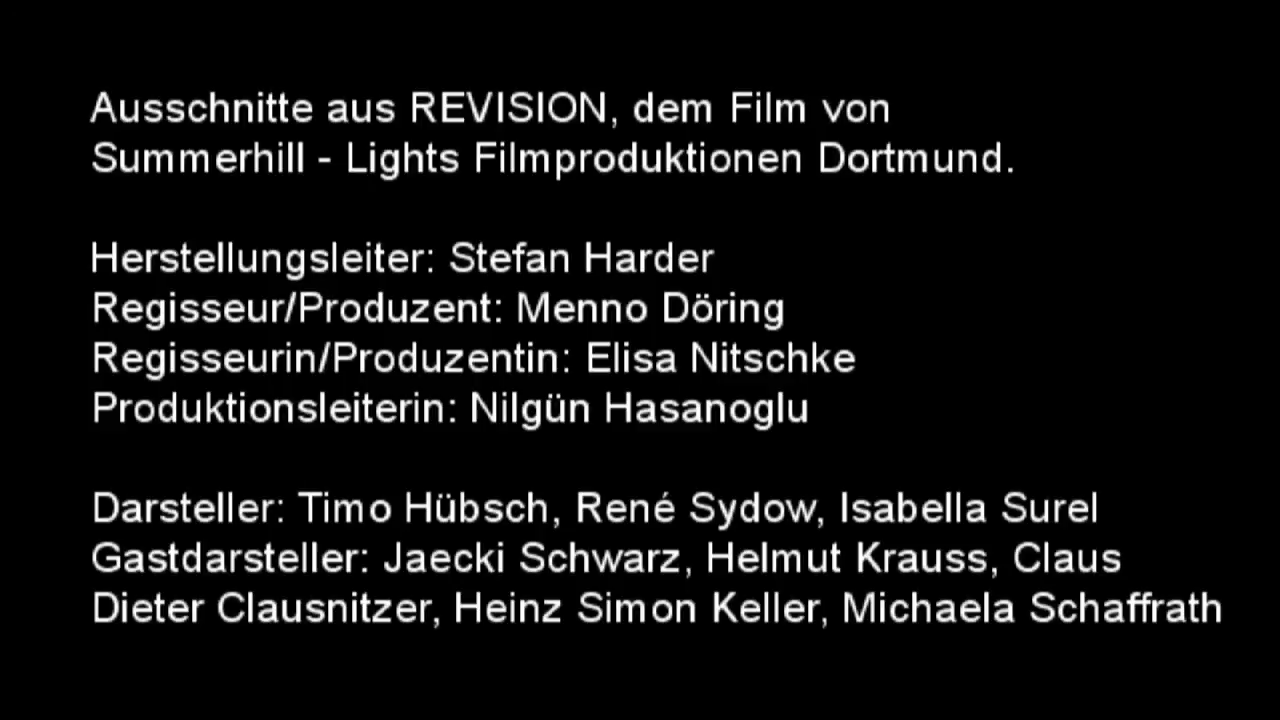 Ausschnitte aus REVISION, dem Film von
Summerhill - Lights Filmproduktionen Dortmund.
Herstellungsleiter: Stefan Harder
Regisseur/Produzent: Menno Döring
Regisseurin/Produzentin: Elisa Nitschke
Produktionsleiterin: Nilgün Hasanoglu
Darsteller: Timo Hübsch, René Sydow, Isabella Surel
Gastdarsteller: Jaecki Schwarz, Helmut Krauss, Claus
Dieter Clausnitzer, Heinz Simon Keller, Michaela Schaffrath